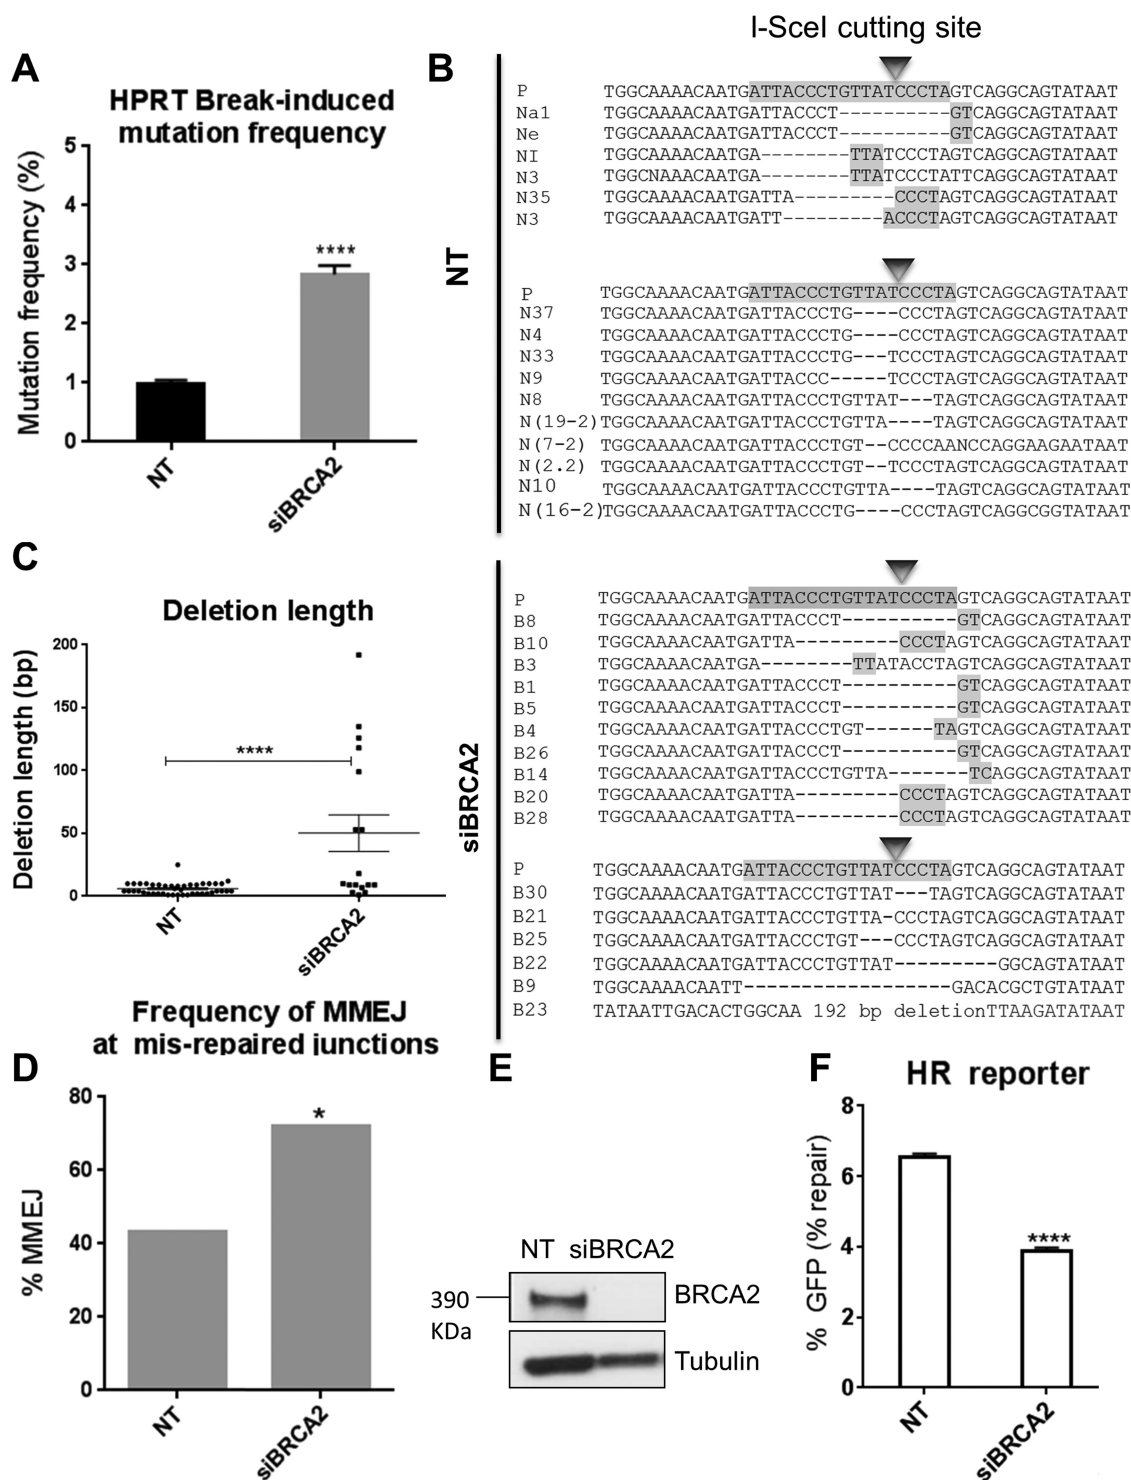 A
HPRT Break-induced
mutation frequency
Mutation frequency (%)
5
4
3
2
1
0
****
NT
siBRCA2
B
I-SceI cutting site
NT
P TGGCAAAACAATGATTACCCTGTTATCCCTAGTCAGGCAGTATAAT
Na1 TGGCAAAACAATGATTACCCT----------GTCAGGCAGTATAAT
Ne TGGCAAAACAATGATTACCCT----------GTCAGGCAGTATAAT
NI TGGCAAAACAATGA--------TTATCCCTAGTCAGGCAGTATAAT
N3 TGGCNAAACAATGA--------TTATCCCTATTCAGGCAGTATAAT
N35 TGGCAAAACAATGATTA---------CCCTAGTCAGGCAGTATAAT
N3 TGGCAAAACAATGATT---------ACCCTAGTCAGGCAGTATAAT
P TGGCAAAACAATGATTACCCTGTTATCCCTAGTCAGGCAGTATAAT
N37 TGGCAAAACAATGATTACCCTG----CCCTAGTCAGGCAGTATAAT
N4 TGGCAAAACAATGATTACCCTG----CCCTAGTCAGGCAGTATAAT
N33 TGGCAAAACAATGATTACCCTG---TCCCTAGTCAGGCAGTATAAT
N9 TGGCAAAACAATGATTACCC-----TCCCTAGTCAGGCAGTATAAT
N8 TGGCAAAACAATGATTACCCTGTTAT---TAGTCAGGCAGTATAAT
N(19-2) TGGCAAAACAATGATTACCCTGTTA----TAGTCAGGCAGTATAAT
N(7-2) TGGCAAAACAATGATTACCCTGT--CCCCAANCCAGGAAGAATAAT
N(2.2) TGGCAAAACAATGATTACCCTGT--TCCCTAGTCAGGCAGTATAAT
N10 TGGCAAAACAATGATTACCCTGTTA----TAGTCAGGCAGTATAAT
N(16-2) TGGCAAAACAATGATTACCCTG----CCCTAGTCAGGCGGTATAAT
siBRCA2
P TGGCAAAACAATGATTACCCTGTTATCCCTAGTCAGGCAGTATAAT
B8 TGGCAAAACAATGATTACCCT----------GTCAGGCAGTATAAT
B10 TGGCAAAACAATGATTA---------CCCTAGTCAGGCAGTATAAT
B3 TGGCAAAACAATGA--------TTATACCTAGTCAGGCAGTATAAT
B1 TGGCAAAACAATGATTACCCT----------GTCAGGCAGTATAAT
B5 TGGCAAAACAATGATTACCCT----------GTCAGGCAGTATAAT
B4 TGGCAAAACAATGATTACCCTGT------TAGTCAGGCAGTATAAT
B26 TGGCAAAACAATGATTACCCT----------GTCAGGCAGTATAAT
B14 TGGCAAAACAATGATTACCCTGTTA-------TCAGGCAGTATAAT
B20 TGGCAAAACAATGATTA---------CCCTAGTCAGGCAGTATAAT
B28 TGGCAAAACAATGATTA---------CCCTAGTCAGGCAGTATAAT
P TGGCAAAACAATGATTACCCTGTTATCCCTAGTCAGGCAGTATAAT
B30 TGGCAAAACAATGATTACCCTGTTAT---TAGTCAGGCAGTATAAT
B21 TGGCAAAACAATGATTACCCTGTTA-CCCTAGTCAGGCAGTATAAT
B25 TGGCAAAACAATGATTACCCTGT---CCCTAGTCAGGCAGTATAAT
B22 TGGCAAAACAATGATTACCCTGTTAT---------GGCAGTATAAT
B9 TGGCAAAACAATT------------------GACACGCTGTATAAT
B23 TATAATTGACACTGGCAA 192 bp deletionTTAAGATATAAT
C
Deletion length
Deletion length (bp)
200
150
100
50
0
****
NT
siBRCA2
D
Frequency of MMEJ
at mis-repaired junctions
% MMEJ
80
60
40
20
0
*
NT
siBRCA2
E
NT siBRCA2
390
KDa
BRCA2
Tubulin
F
HR reporter
% GFP (% repair)
8
6
4
2
0
****
NT
siBRCA2